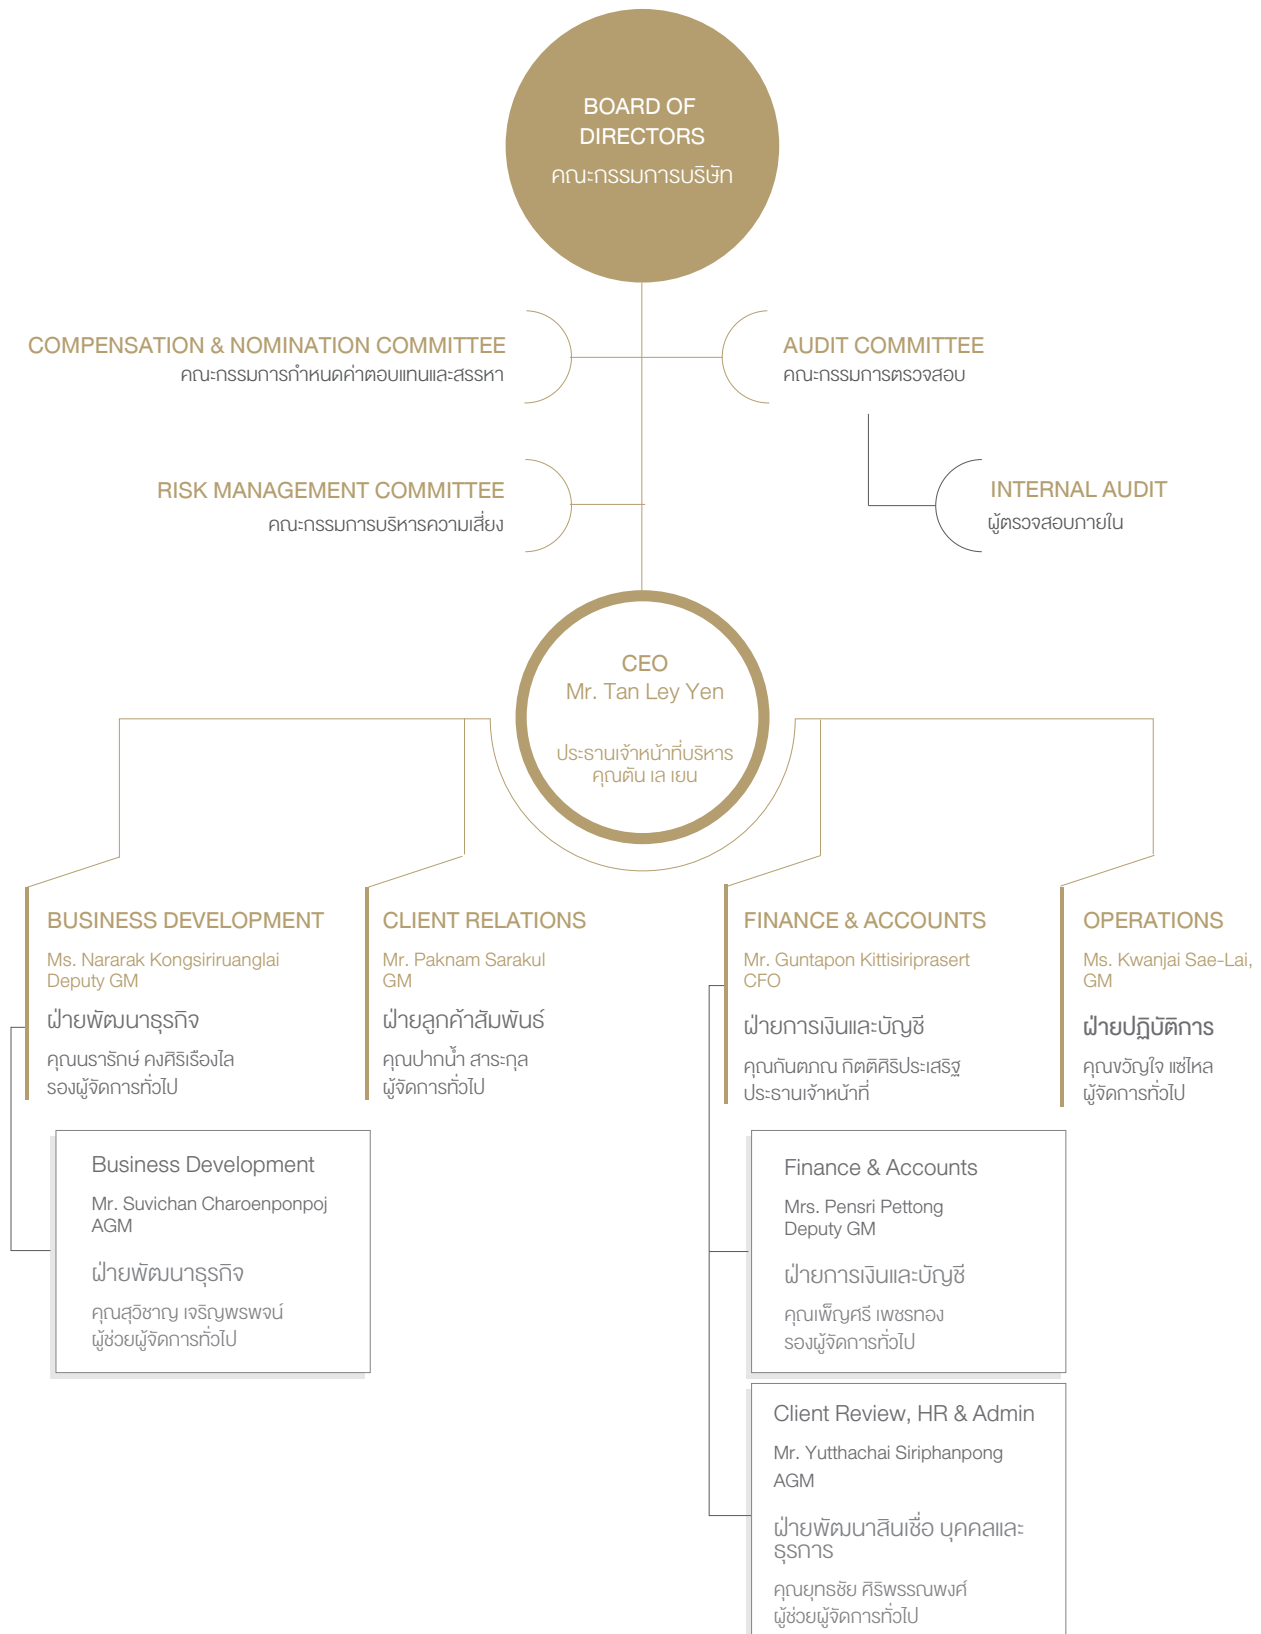 BOARD OF
DIRECTORS
คณะกรรมการบริษัท
COMPENSATION & NOMINATION COMMITTEE
คณะกรรมการกำหนดค่าตอบแทนและสรรหา
AUDIT COMMITTEE
คณะกรรมการตรวจสอบ
RISK MANAGEMENT COMMITTEE
คณะกรรมการบริหารความเสี่ยง
INTERNAL AUDIT
ผู้ตรวจสอบภายใน
CEO
Mr. Tan Ley Yen
ประธานเจ้าหน้าที่บริหาร
คุณตัน เล เยน
BUSINESS DEVELOPMENT
Ms. Nararak Kongsiriruanglai
Deputy GM
ฝ่ายพัฒนาธุรกิจ
คุณนรารักษ์ คงศิริเรืองไล
รองผู้จัดการทั่วไป
CLIENT RELATIONS
Mr. Paknam Sarakul
GM
ฝ่ายลูกค้าสัมพันธ์
คุณปากน้ำ สาระกุล
ผู้จัดการทั่วไป
FINANCE & ACCOUNTS
Mr. Guntapon Kittisiriprasert
CFO
ฝ่ายการเงินและบัญชี
คุณกันตภณ กิตติศิริประเสริฐ
ประธานเจ้าหน้าที่
OPERATIONS
Ms. Kwanjai Sae-Lai,
GM
ฝ่ายปฏิบัติการ
คุณขวัญใจ แซ่ไหล
ผู้จัดการทั่วไป
Business Development
Mr. Suvichan Charoenponpoj
AGM
ฝ่ายพัฒนาธุรกิจ
คุณสุวิชาญ เจริญพรพจน์
ผู้ช่วยผู้จัดการทั่วไป
Finance & Accounts
Mrs. Pensri Pettong
Deputy GM
ฝ่ายการเงินและบัญชี
คุณเพ็ญศรี เพชรทอง
รองผู้จัดการทั่วไป
Client Review, HR & Admin
Mr. Yutthachai Siriphanpong
AGM
ฝ่ายพัฒนาสินเชื่อ บุคคลและ
ธุรการ
คุณยุทธชัย ศิริพรรณพงศ์
ผู้ช่วยผู้จัดการทั่วไป